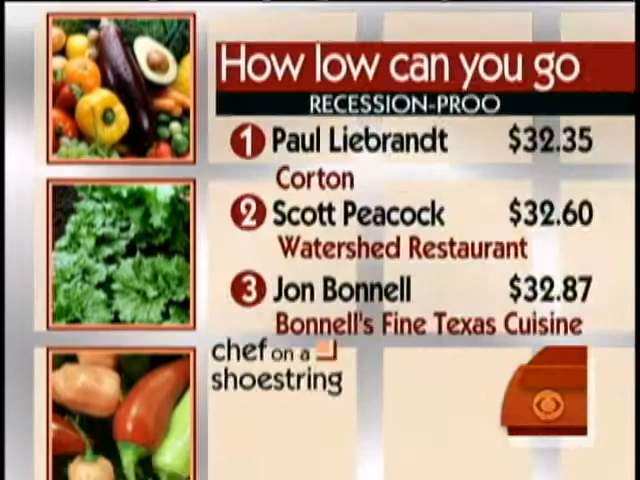 How low can you go
RECESSION-PROO
1 Paul Liebrandt $32.35
Corton
2 Scott Peacock $32.60
Watershed Restaurant
3 Jon Bonnell $32.87
Bonnell's Fine Texas Cuisine
chef on a
shoestring